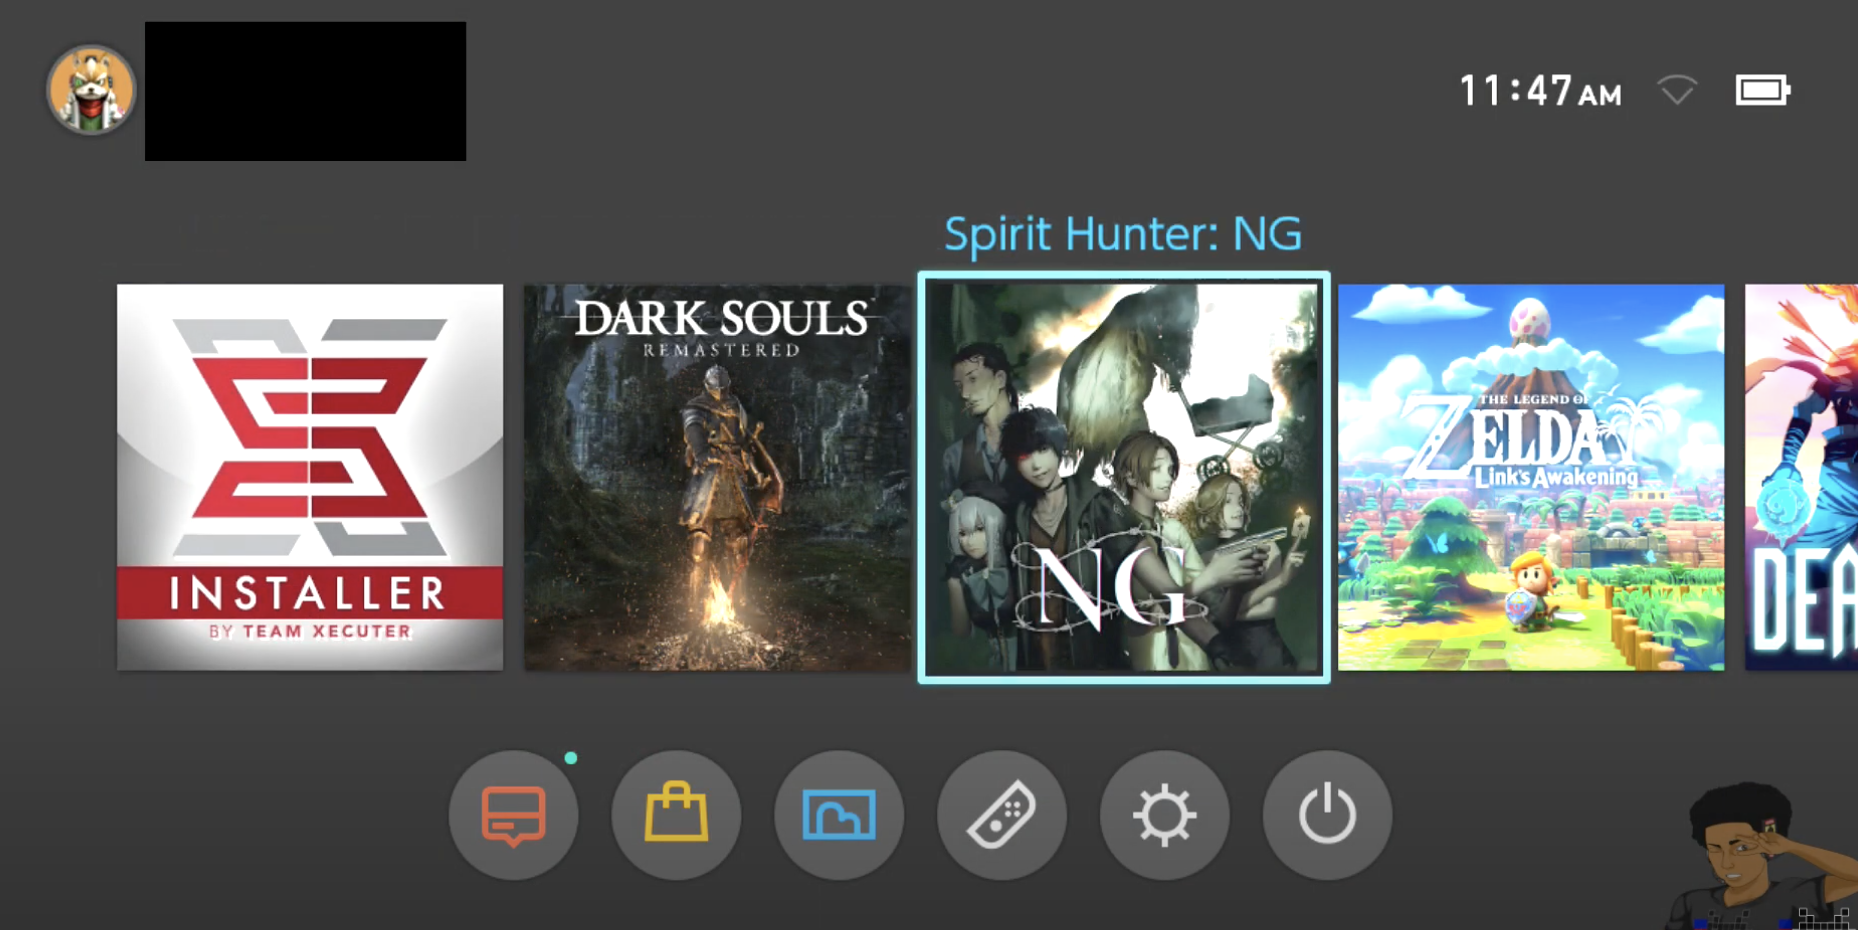 11:47 AM
Spirit Hunter: NG
INSTALLER
BY TEAM XECUTER
DARK SOULS
REMASTERED
NG
THE LEGEND OF
ZELDA
Link's Awakening
DEA